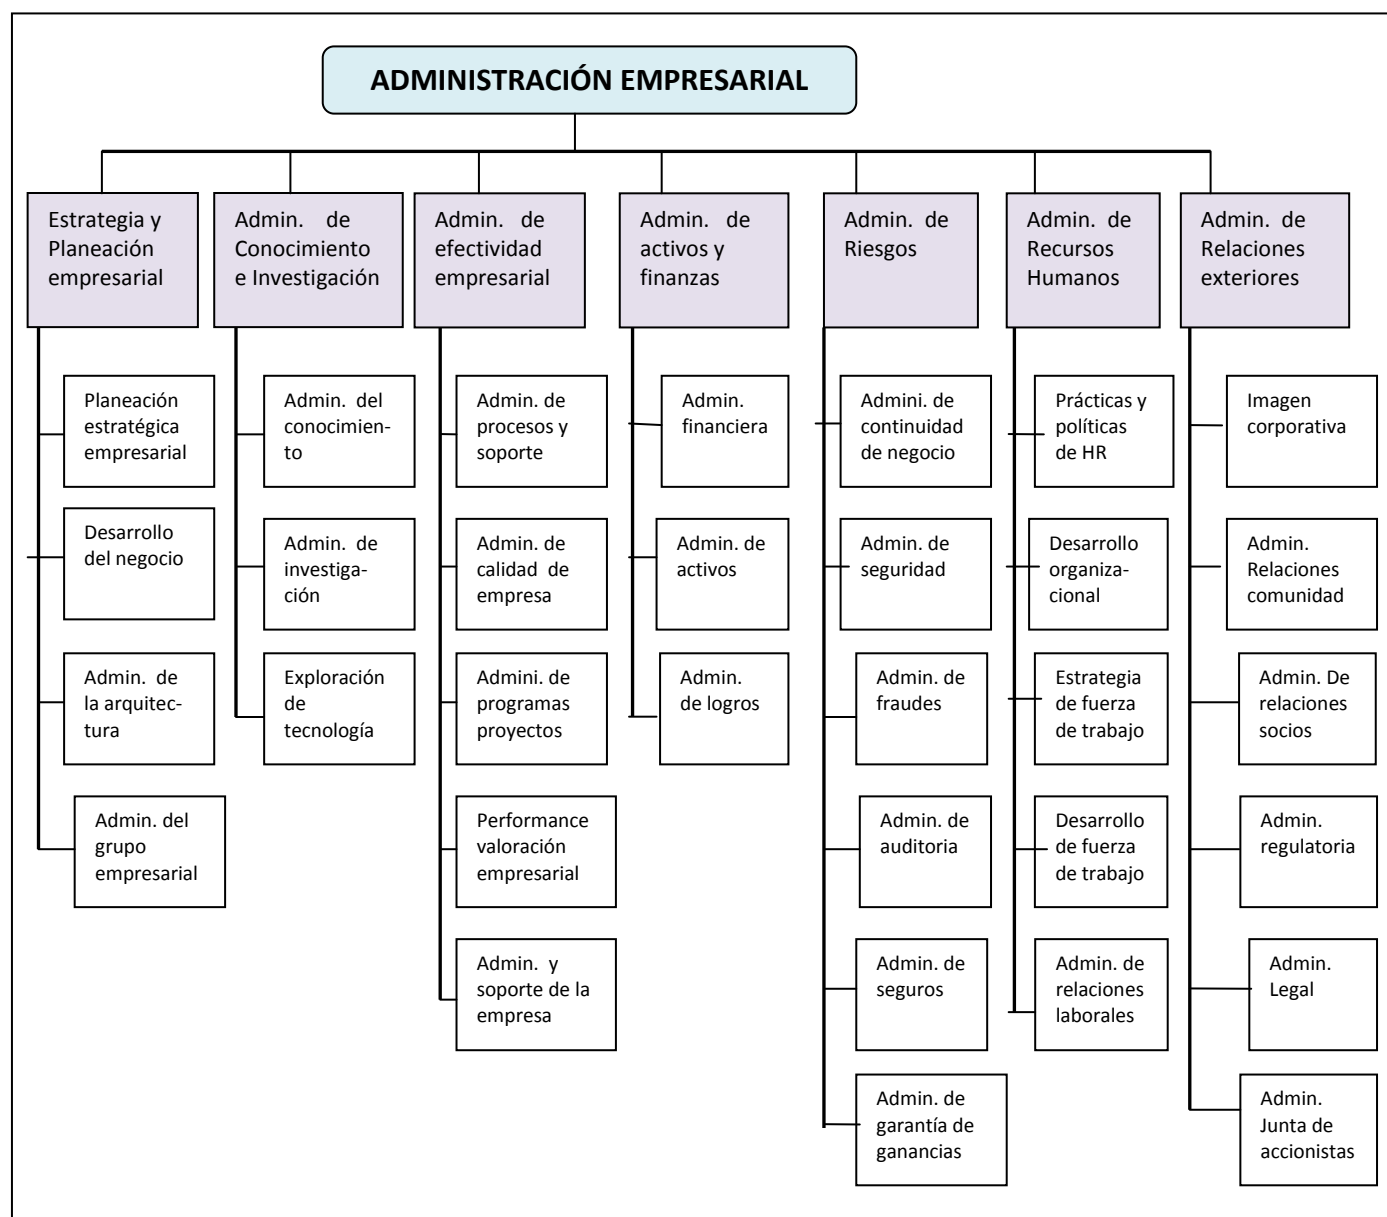 ADMINISTRACIÓN EMPRESARIAL
Estrategia y
Planeación
empresarial
Admin. de
Conocimiento
e Investigación
Admin. de
efectividad
empresarial
Admin. de
activos y
finanzas
Admin. de
Riesgos
Admin. de
Recursos
Humanos
Admin. de
Relaciones
exteriores
Planeación
estratégica
empresarial
Desarrollo
del negocio
Admin. de
la arquitec-
tura
Admin. del
grupo
empresarial
Admin. del
conocimien-
to
Admin. de
investiga-
ción
Exploración
de
tecnología
Admin. de
procesos y
soporte
Admin. de
calidad de
empresa
Admini. de
programas
proyectos
Performance
valoración
empresarial
Admin. y
soporte de la
empresa
Admin.
financiera
Admin. de
activos
Admin.
de logros
Admini. de
continuidad
de negocio
Admin. de
seguridad
Admin. de
fraudes
Admin. de
auditoria
Admin. de
seguros
Admin. de
garantía de
ganancias
Prácticas y
políticas
de HR
Desarrollo
organiza-
cional
Estrategia
de fuerza
de trabajo
Desarrollo
de fuerza
de trabajo
Admin. de
relaciones
laborales
Imagen
corporativa
Admin.
Relaciones
comunidad
Admin. De
relaciones
socios
Admin.
regulatoria
Admin.
Legal
Admin.
Junta de
accionistas